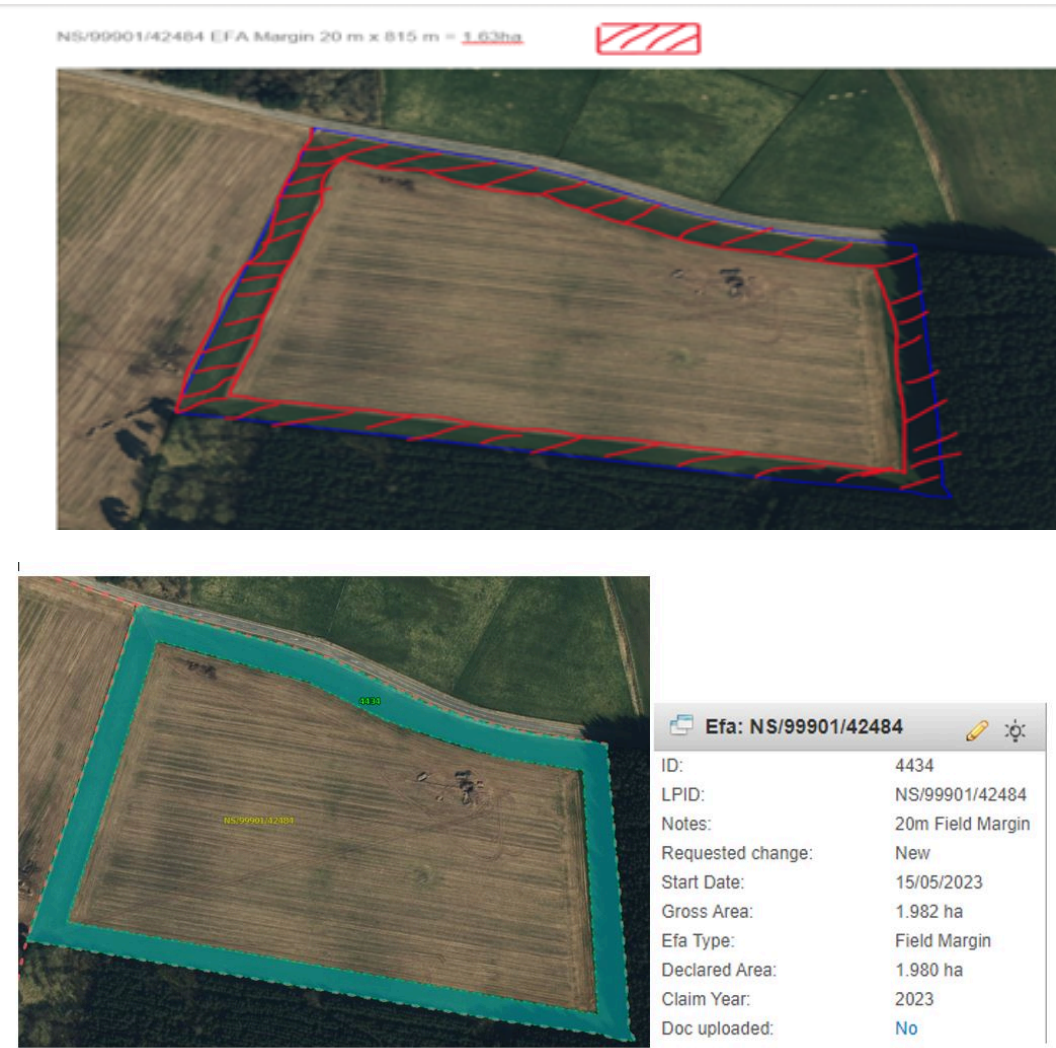 NS/99901/42484 EFA Margin 20 m x 815 m = 1.63ha
4434
NS/99901/42484
Efa: NS/99901/42484
ID: 4434
LPID: NS/99901/42484
Notes: 20m Field Margin
Requested change: New
Start Date: 15/05/2023
Gross Area: 1.982 ha
Efa Type: Field Margin
Declared Area: 1.980 ha
Claim Year: 2023
Doc uploaded: No